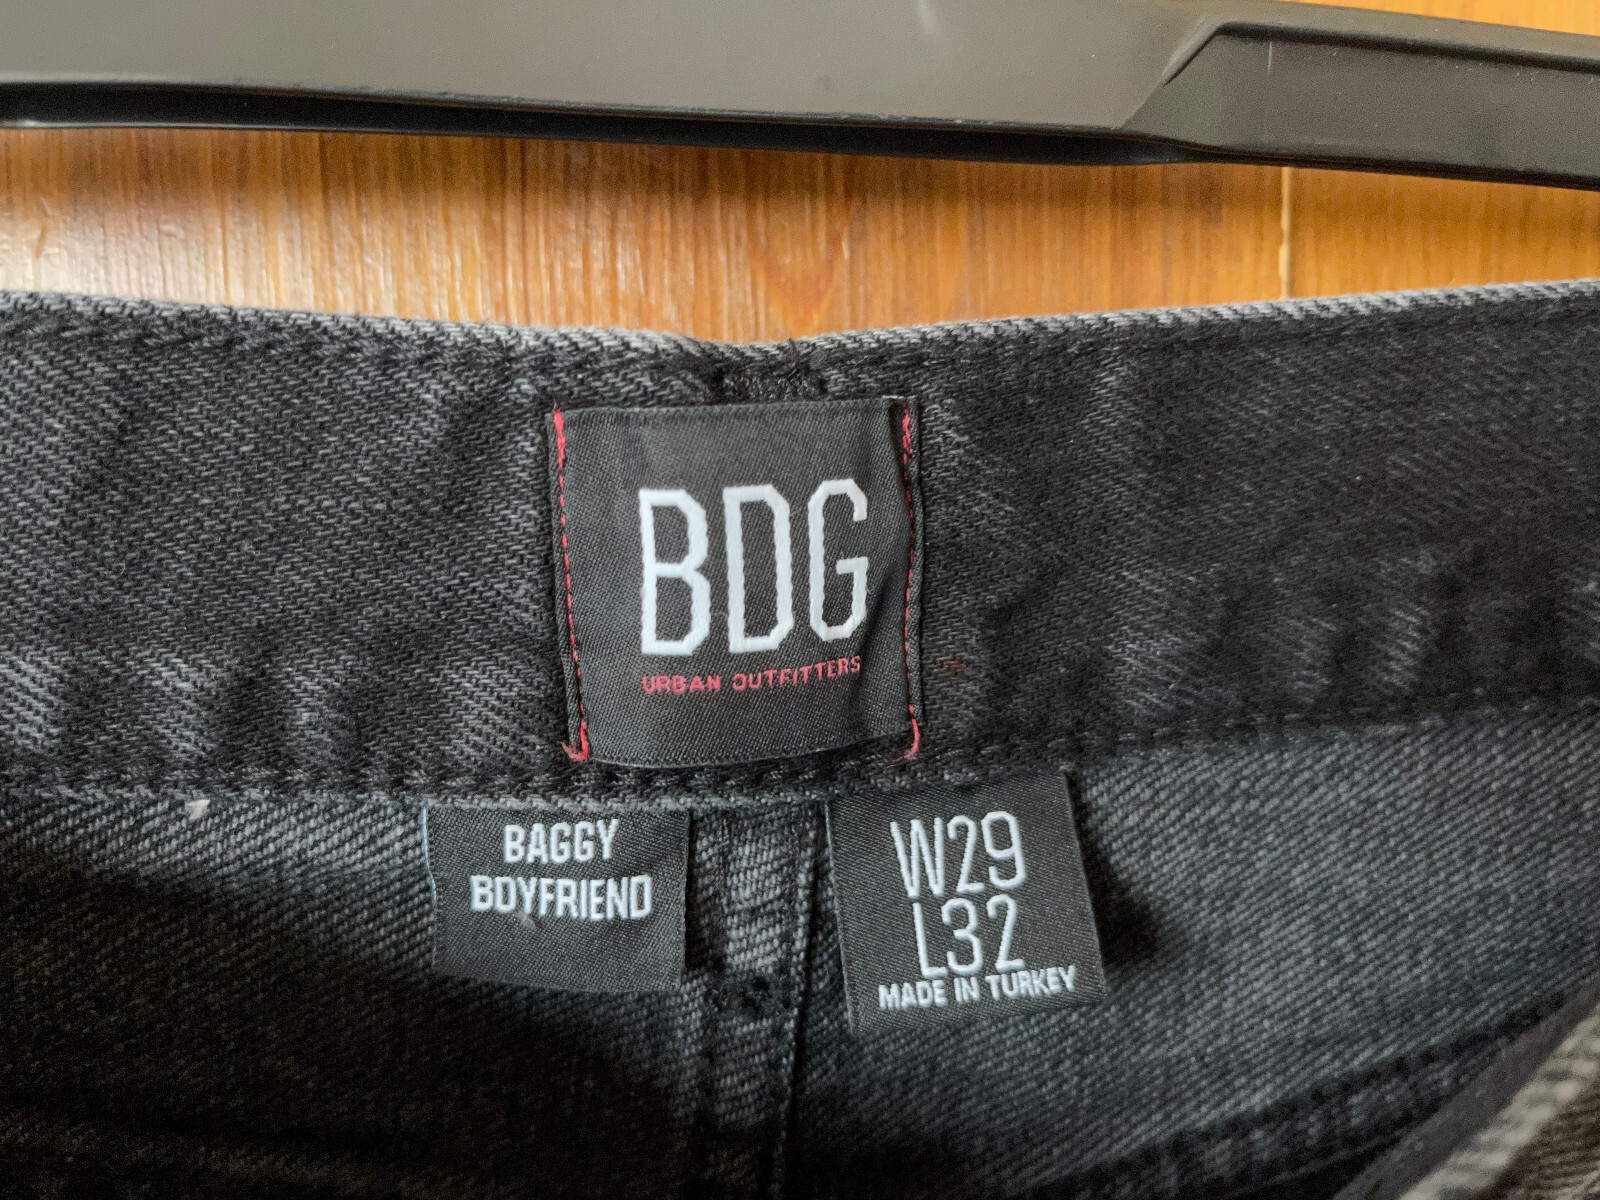 BDG
URBAN OUTFITTERS
BAGGY
BOYFRIEND
W29
L32
MADE IN TURKEY